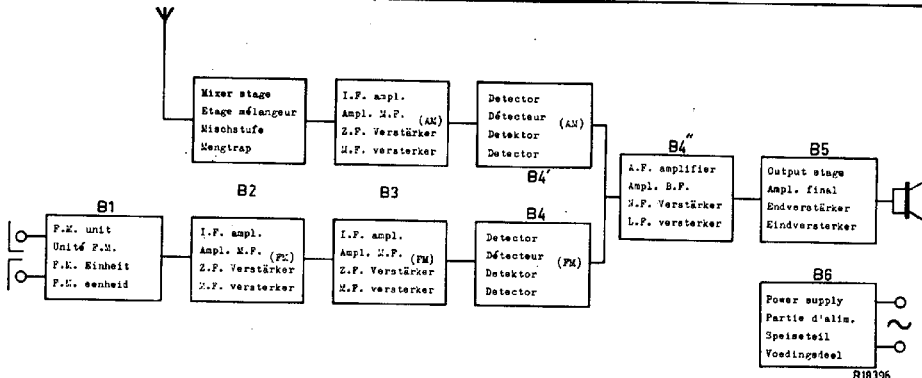 Mixer stage
Etage mélangeur
Mischstufe
Mengtrap
I.F. ampl.
Ampl. M.F. (AM)
Z.F. Verstärker
M.F. versterker
Detector
Détecteur (AM)
Detektor
Detector
B4'
B1
F.M. unit
Unité F.M.
F.M. Einheit
F.M. eenheid
B2
I.F. ampl.
Ampl. M.F. (FM)
Z.F. Verstärker
M.F. versterker
B3
I.F. ampl.
Ampl. M.F. (FM)
Z.F. Verstärker
M.F. versterker
B4
Detector
Détecteur (FM)
Detektor
Detector
B4"
A.F. amplifier
Ampl. B.F.
N.F. Verstärker
L.F. versterker
B5
Output stage
Ampl. final
Endverstärker
Eindversterker
B6
Power supply
Partie d'alim.
Speiseteil
Voedingsdeel
B18396